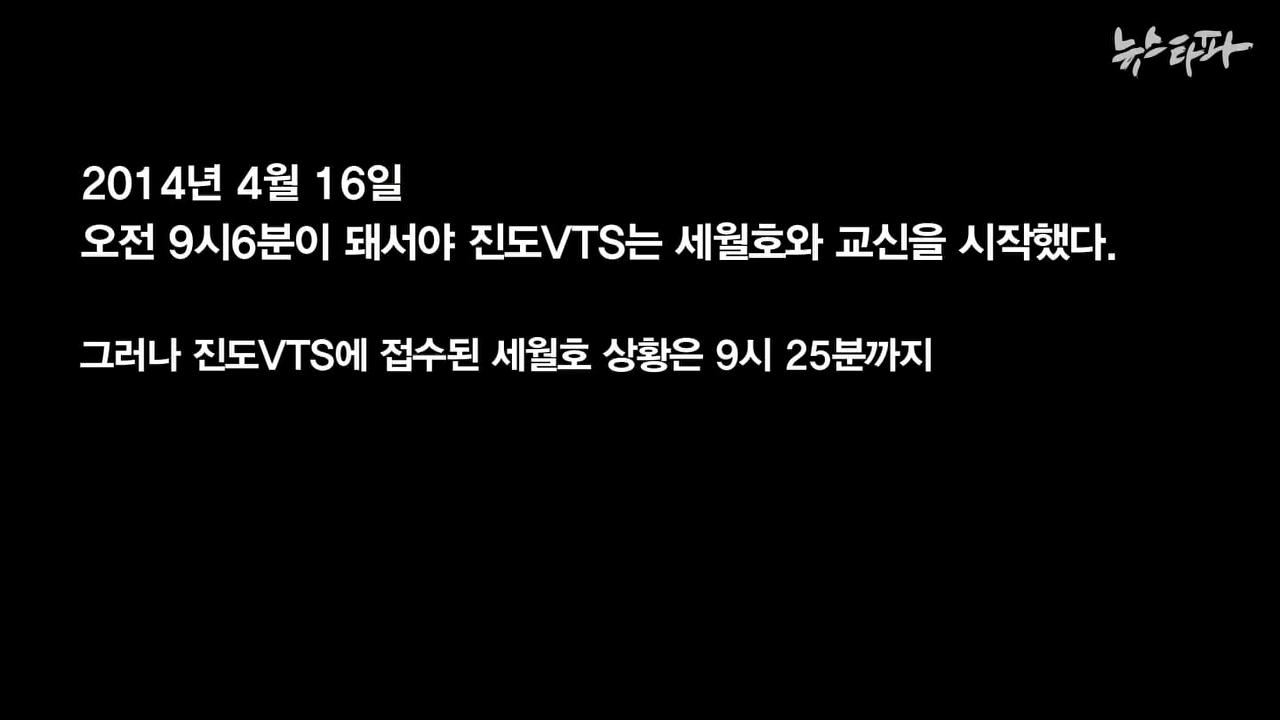 뉴스타파
2014년 4월 16일
오전 9시6분이 돼서야 진도VTS는 세월호와 교신을 시작했다.
그러나 진도VTS에 접수된 세월호 상황은 9시 25분까지